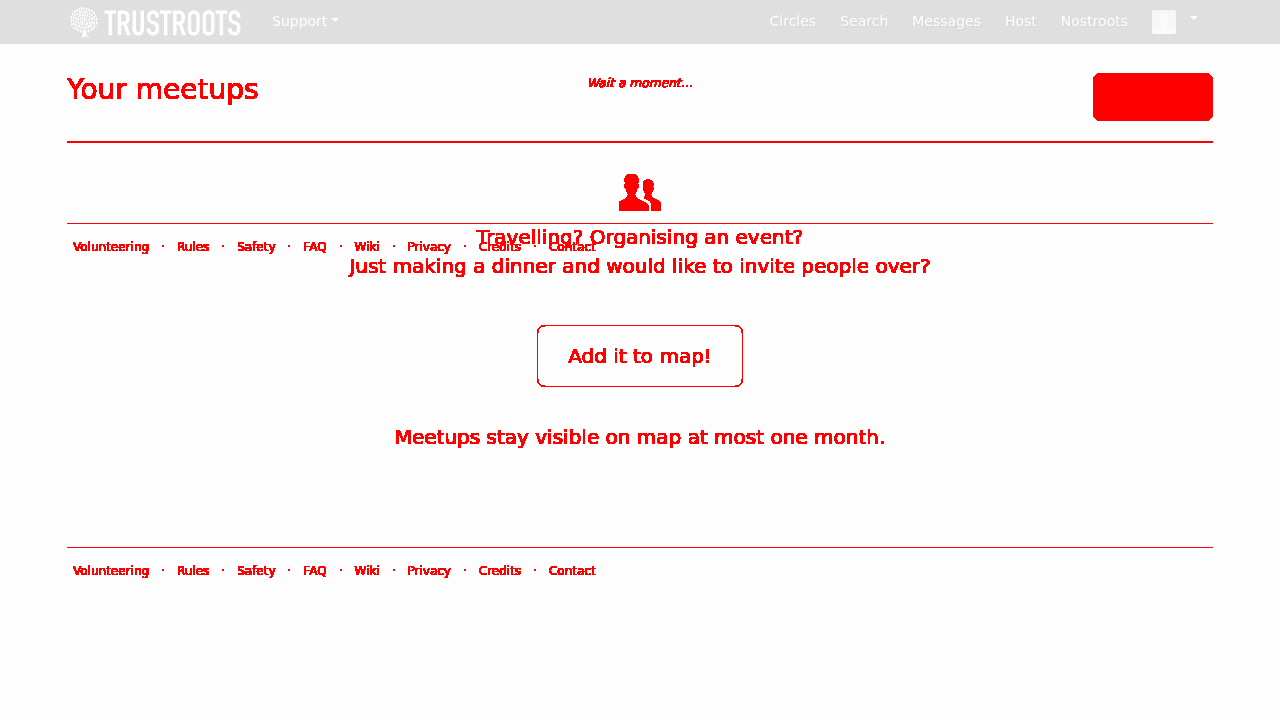 TRUSTROOTS Support Circles Search Messages Host Nostroots
Your meetups
Wait a moment...
Volunteering · Rules · Safety · FAQ · Wiki · Privacy · Credits · Contact
Travelling? Organising an event?
Just making a dinner and would like to invite people over?
Add it to map!
Meetups stay visible on map at most one month.
Volunteering · Rules · Safety · FAQ · Wiki · Privacy · Credits · Contact